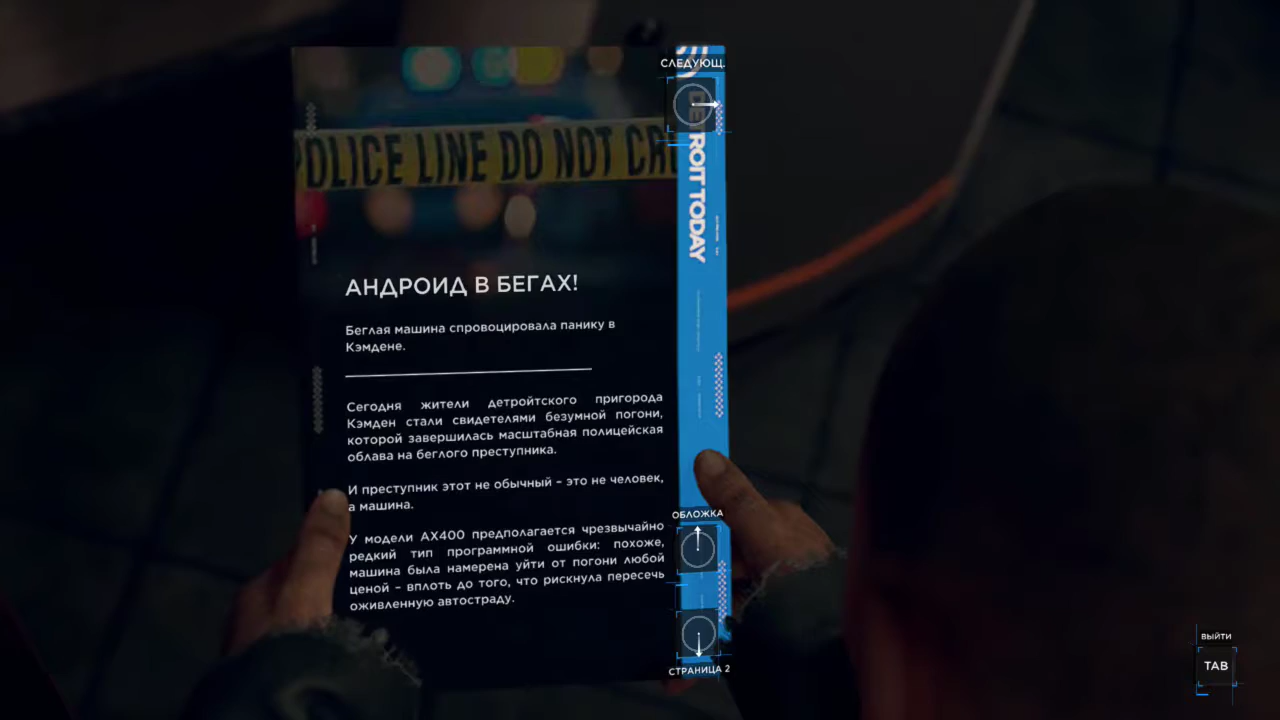 СЛЕДУЮЩ.
POLICE LINE DO NOT
DETROIT TODAY
АНДРОИД В БЕГАХ!
Беглая машина спровоцировала панику в
Кэмдене.
Сегодня жители детройтского пригорода
Кэмден стали свидетелями безумной погони,
которой завершилась масштабная полицейская
облава на беглого преступника.
И преступник этот не обычный – это не человек,
а машина.
У модели AX400 предполагается чрезвычайно
редкий тип программной ошибки: похоже,
машина была намерена уйти от погони любой
ценой – вплоть до того, что рискнула пересечь
оживленную автостраду.
ОБЛОЖКА
СТРАНИЦА 2
ВЫЙТИ
TAB